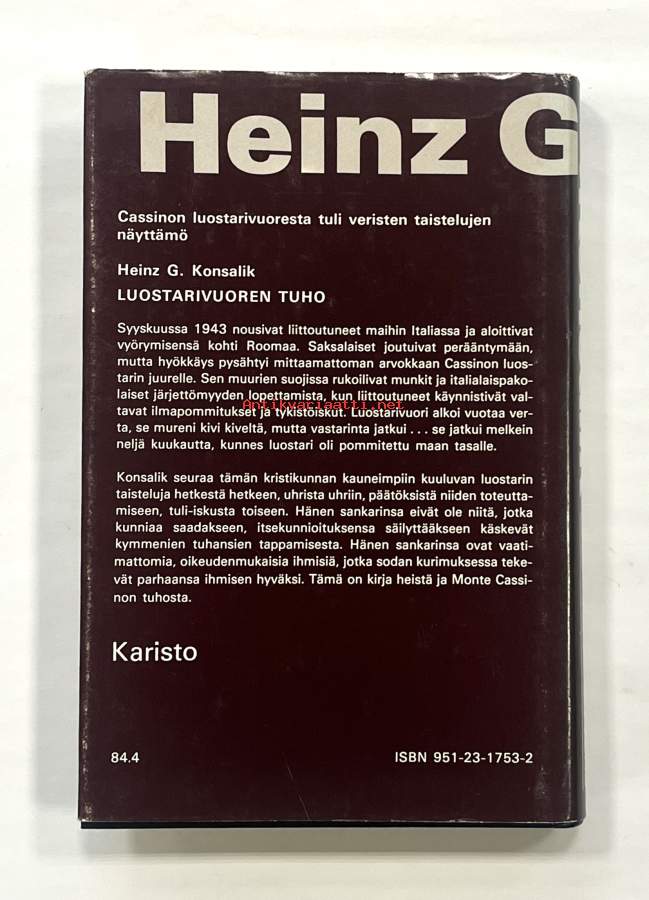 Heinz G
Cassinon luostarivuoresta tuli veristen taistelujen
näyttämö
Heinz G. Konsalik
LUOSTARIVUOREN TUHO
Syyskuussa 1943 nousivat liittoutuneet maihin Italiassa ja aloittivat
vyörymisensä kohti Roomaa. Saksalaiset joutuivat perääntymään,
mutta hyökkäys pysähtyi mittaamattoman arvokkaan Cassinon luos-
tarin juurelle. Sen muurien suojissa rukoilivat munkit ja italialaispako-
laiset järjettömyyden lopettamista, kun liittoutuneet käynnistivät val-
Antikvariaatti.net
tavat ilmapommitukset ja tykistöiskut. Luostarivuori alkoi vuotaa ver-
ta, se mureni kivi kiveltä, mutta vastarinta jatkui . . . se jatkui melkein
neljä kuukautta, kunnes luostari oli pommitettu maan tasalle.
Konsalik seuraa tämän kristikunnan kauneimpiin kuuluvan luostarin
taisteluja hetkestä hetkeen, uhrista uhriin, päätöksistä niiden toteutta-
miseen, tuli-iskusta toiseen. Hänen sankarinsa eivät ole niitä, jotka
kunniaa saadakseen, itsekunnioituksensa säilyttääkseen käskevät
kymmenien tuhansien tappamisesta. Hänen sankarinsa ovat vaati-
mattomia, oikeudenmukaisia ihmisiä, jotka sodan kurimuksessa teke-
vät parhaansa ihmisen hyväksi. Tämä on kirja heistä ja Monte Cassi-
non tuhosta.
Karisto
84.4
ISBN 951-23-1753-2